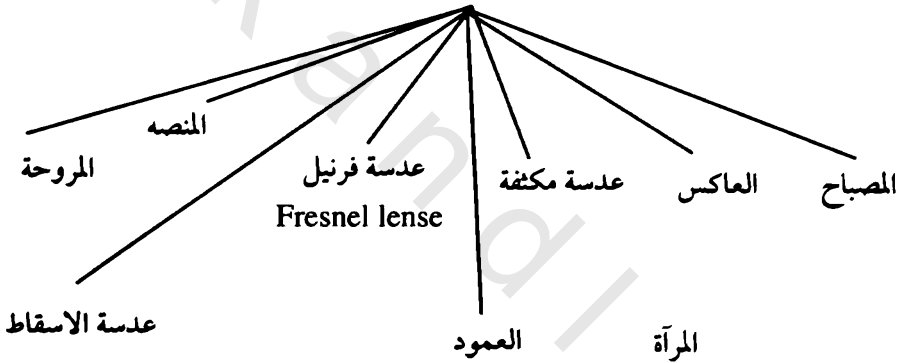 المصباح
العاكس
عدسة مكثفة
عدسة فرنيل
Fresnel lense
المنصه
المروحة
المرآة
العمود
عدسة الاسقاط